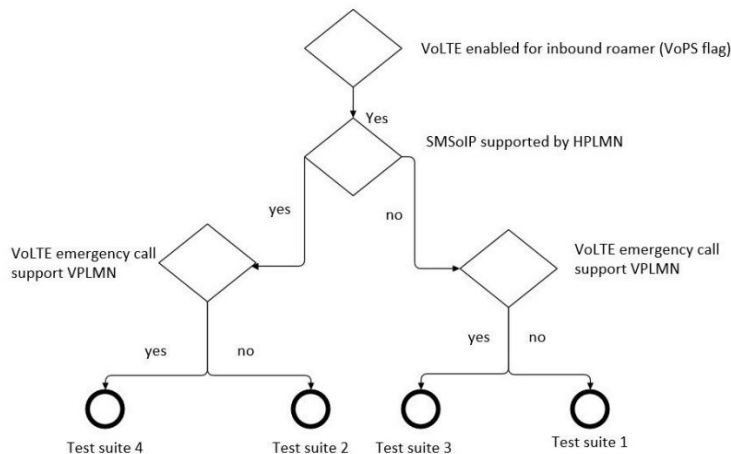 VoLTE enabled for inbound roamer (VoPS flag)
Yes
SMSoIP supported by HPLMN
yes
no
VoLTE emergency call
support VPLMN
VoLTE emergency call
support VPLMN
yes
no
yes
no
Test suite 4
Test suite 2
Test suite 3
Test suite 1